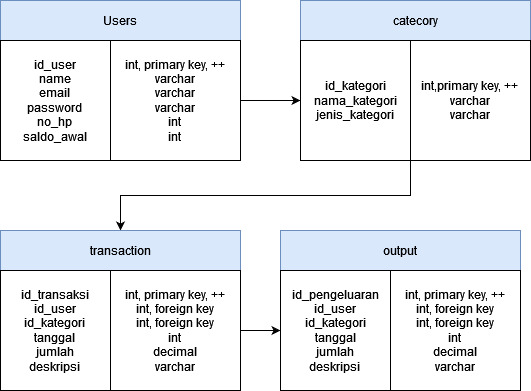 Users
id_user int, primary key, ++
name varchar
email varchar
password varchar
no_hp int
saldo_awal int
catecory
id_kategori int,primary key, ++
nama_kategori varchar
jenis_kategori varchar
transaction
id_transaksi int, primary key, ++
id_user int, foreign key
id_kategori int, foreign key
tanggal int
jumlah decimal
deskripsi varchar
output
id_pengeluaran int, primary key, ++
id_user int, foreign key
id_kategori int, foreign key
tanggal int
jumlah decimal
deskripsi varchar